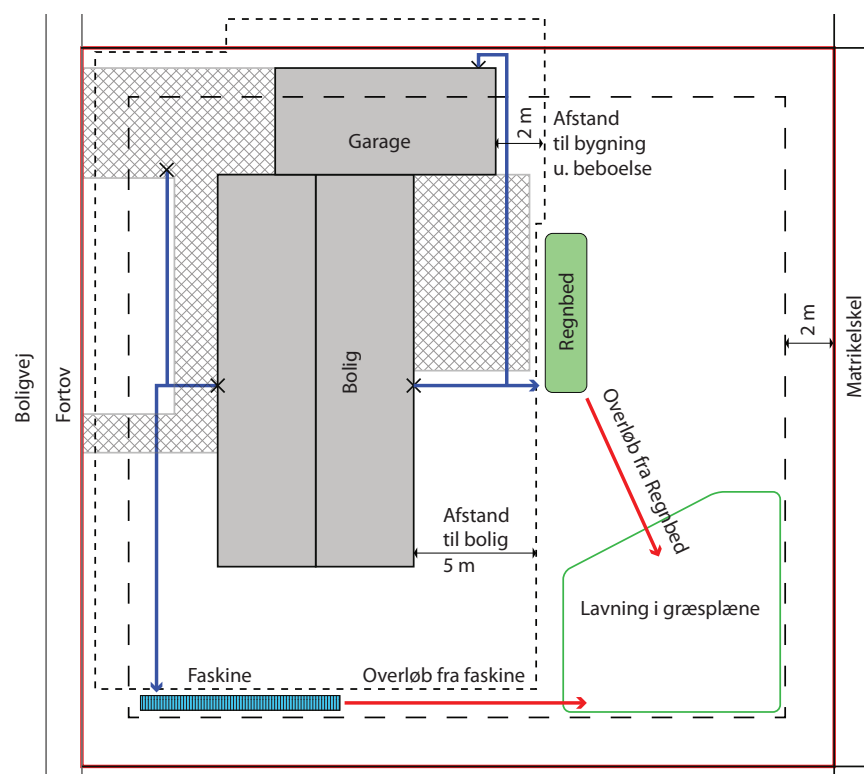 Garage
2 m
Afstand
til bygning
u. beboelse
Regnbed
2 m
Matrikelskel
Boligvej
Fortov
Bolig
Overløb fra Regnbed
Afstand
til bolig
5 m
Lavning i græsplæne
Faskine
Overløb fra faskine